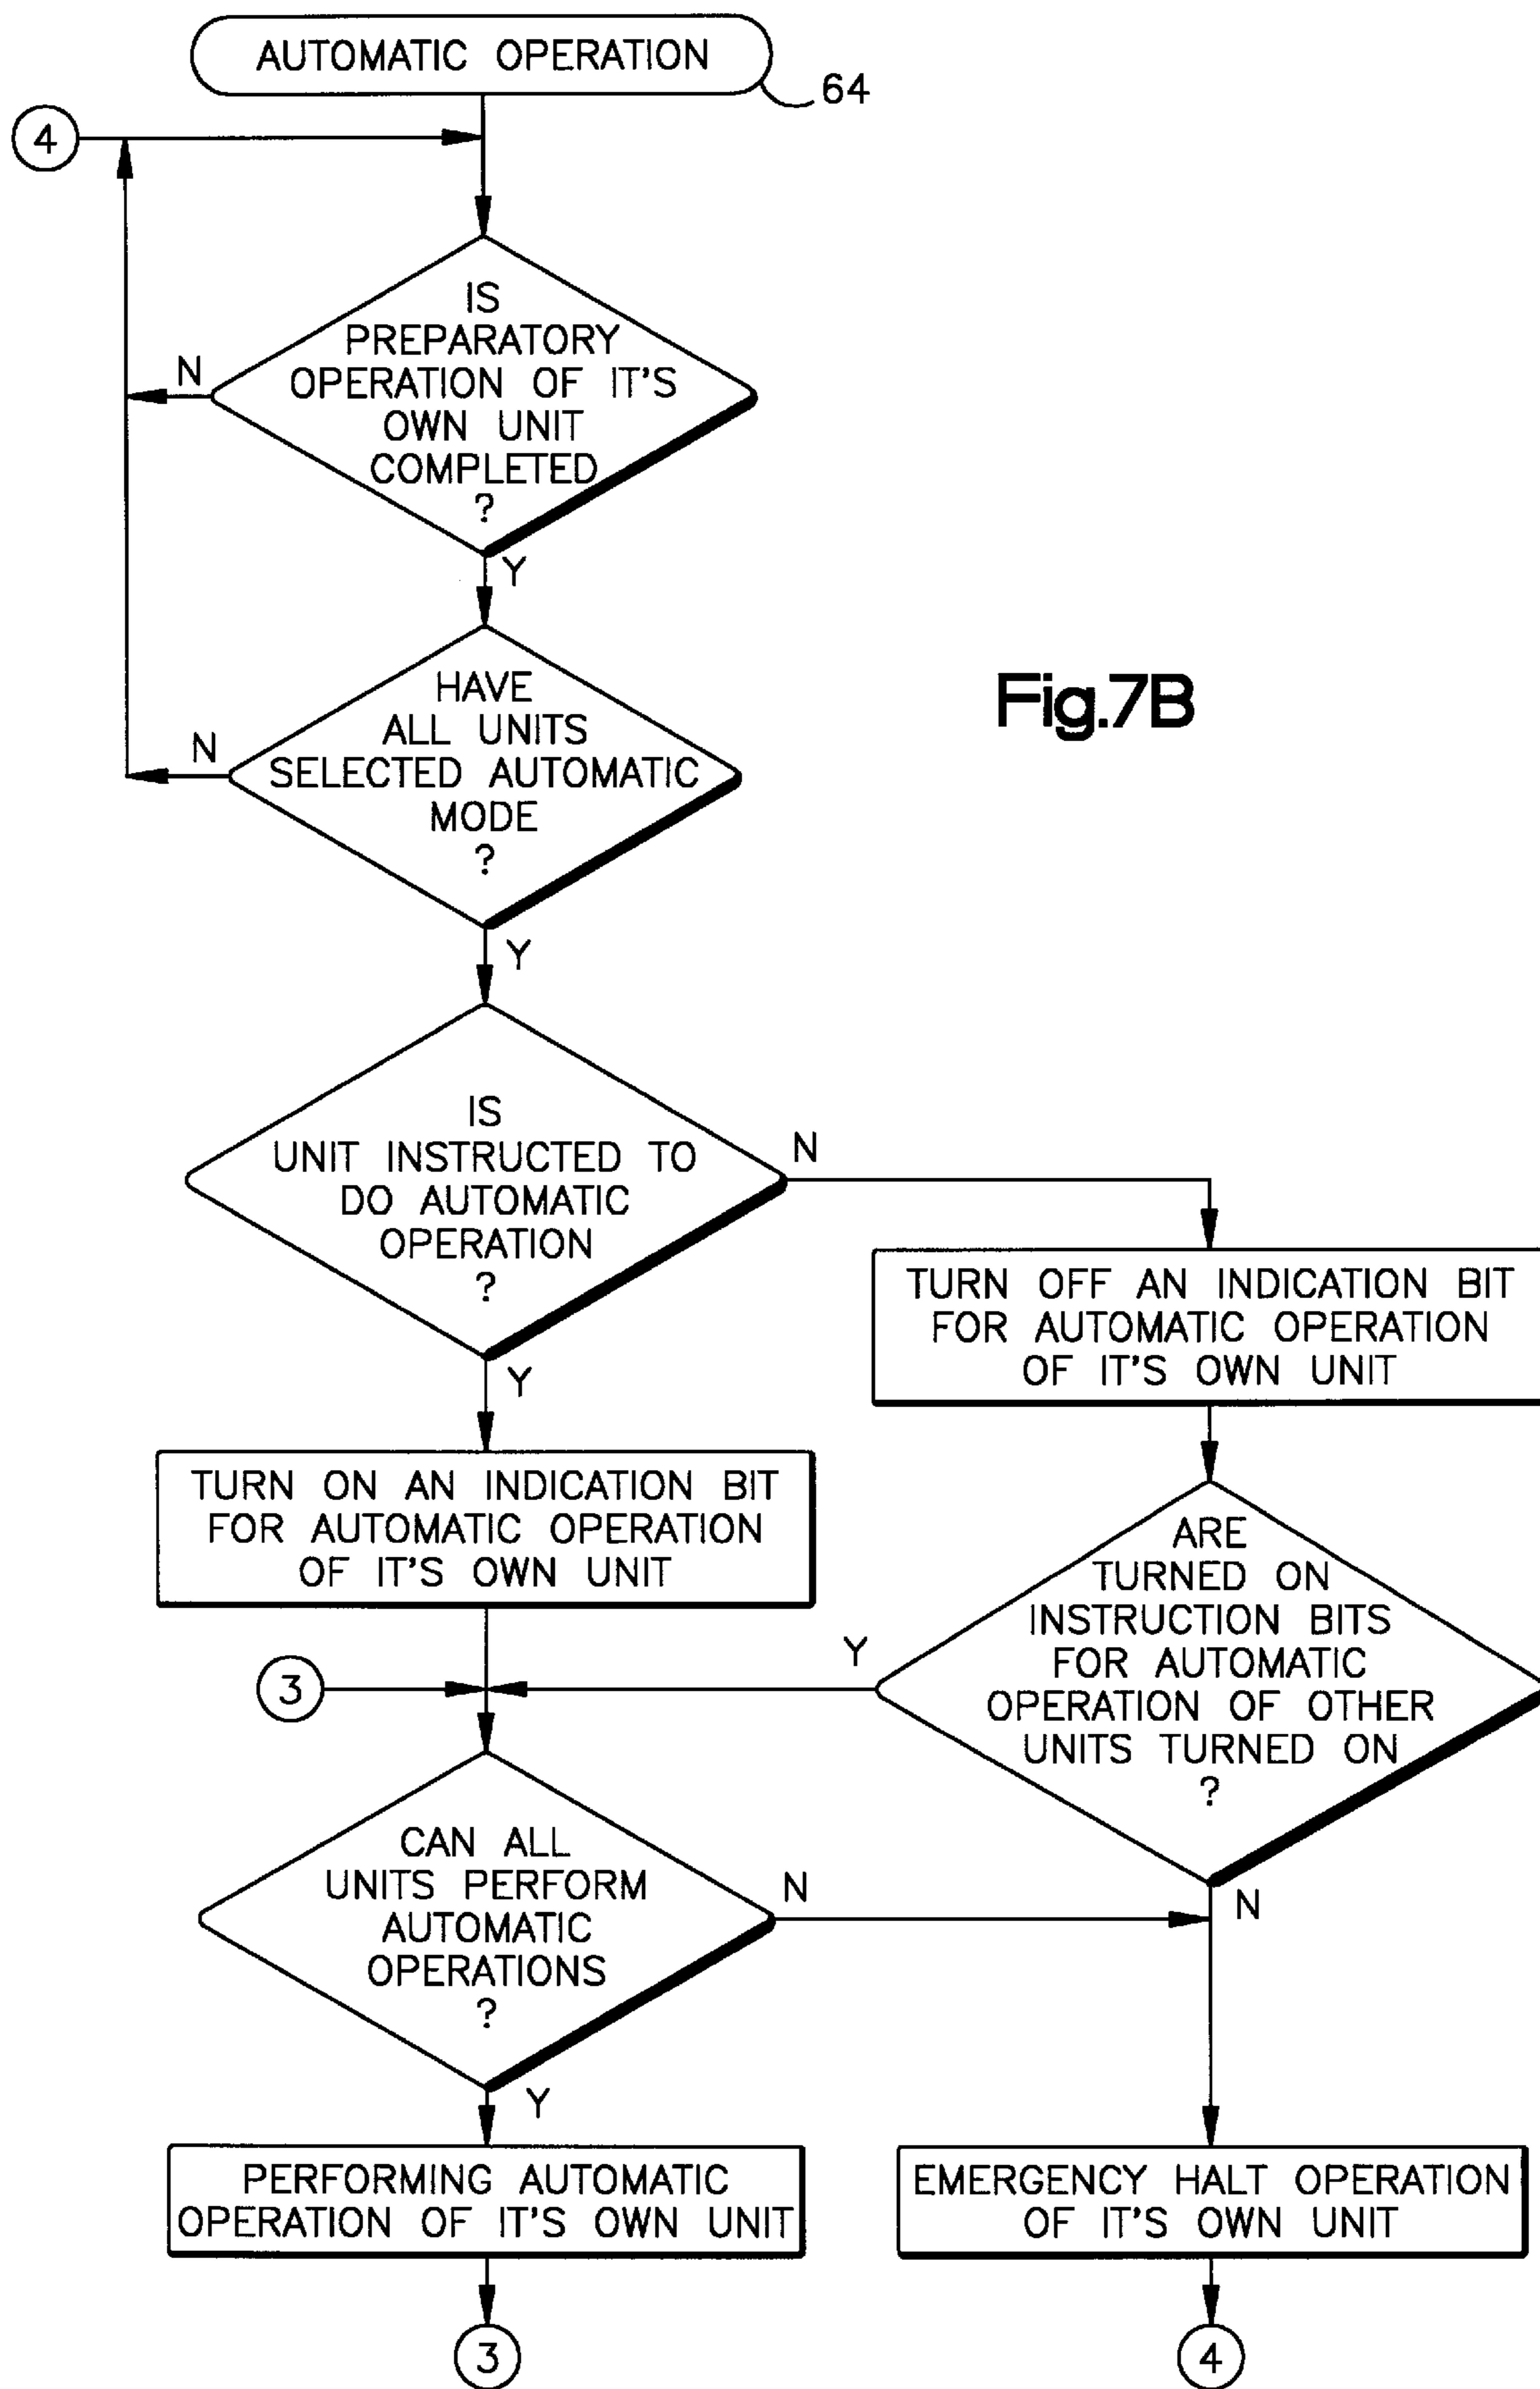 AUTOMATIC OPERATION
64
4
IS
PREPARATORY
OPERATION OF IT'S
OWN UNIT
COMPLETED
?
N
Y
HAVE
ALL UNITS
SELECTED AUTOMATIC
MODE
?
N
Y
Fig.7B
IS
UNIT INSTRUCTED TO
DO AUTOMATIC
OPERATION
?
N
Y
TURN OFF AN INDICATION BIT
FOR AUTOMATIC OPERATION
OF IT'S OWN UNIT
TURN ON AN INDICATION BIT
FOR AUTOMATIC OPERATION
OF IT'S OWN UNIT
ARE
TURNED ON
INSTRUCTION BITS
FOR AUTOMATIC
OPERATION OF OTHER
UNITS TURNED ON
?
Y
N
3
CAN ALL
UNITS PERFORM
AUTOMATIC
OPERATIONS
?
N
Y
PERFORMING AUTOMATIC
OPERATION OF IT'S OWN UNIT
EMERGENCY HALT OPERATION
OF IT'S OWN UNIT
3
4